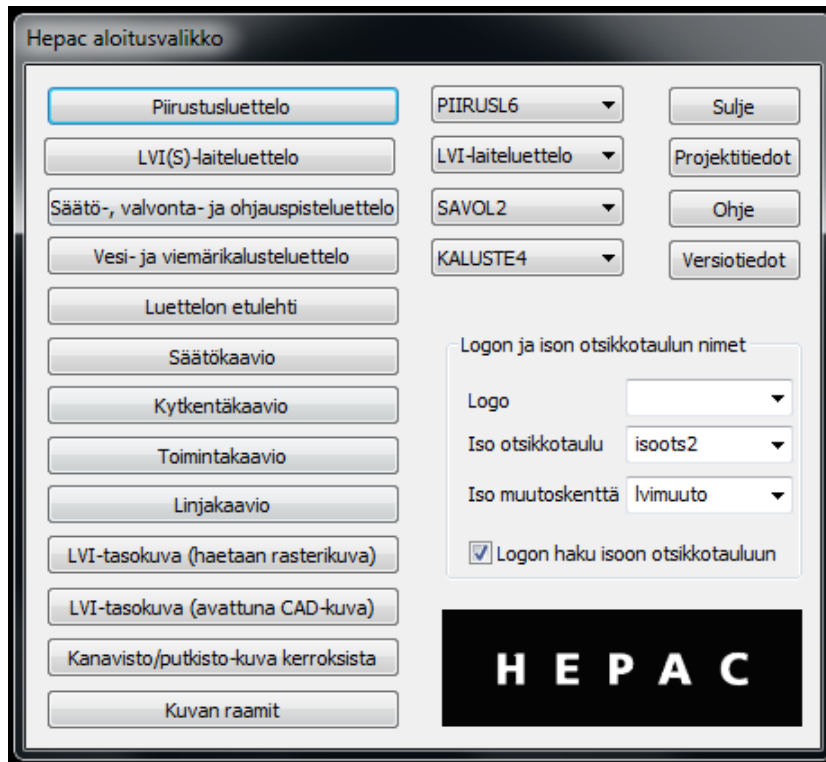 Hepac aloitusvalikko
Piirustusluettelo
PIIRUSL6
Sulje
LVI(S)-laiteluettelo
LVI-laiteluettelo
Projektitiedot
Säätö-, valvonta- ja ohjauspisteluettelo
SAVOL2
Ohje
Vesi- ja viemärikalusteluettelo
KALUSTE4
Versiotiedot
Luettelon etulehti
Säätökaavio
Kytkentäkaavio
Toimintakaavio
Linjakaavio
LVI-tasokuva (haetaan rasterikuva)
LVI-tasokuva (avattuna CAD-kuva)
Kanavisto/putkisto-kuva kerroksista
Kuvan raamit
Logon ja ison otsikkotaulun nimet
Logo
Iso otsikkotaulu isoots2
Iso muutoskenttä lvimuuto
Logon haku isoon otsikkotauluun
HEPAC